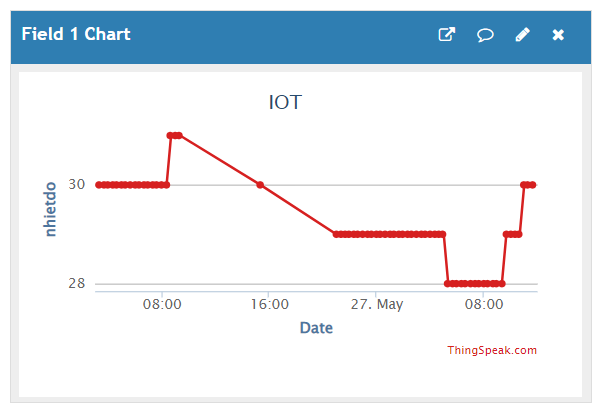 Field 1 Chart
IOT
nhietdo
30
28
08:00 16:00 27. May 08:00
Date
ThingSpeak.com